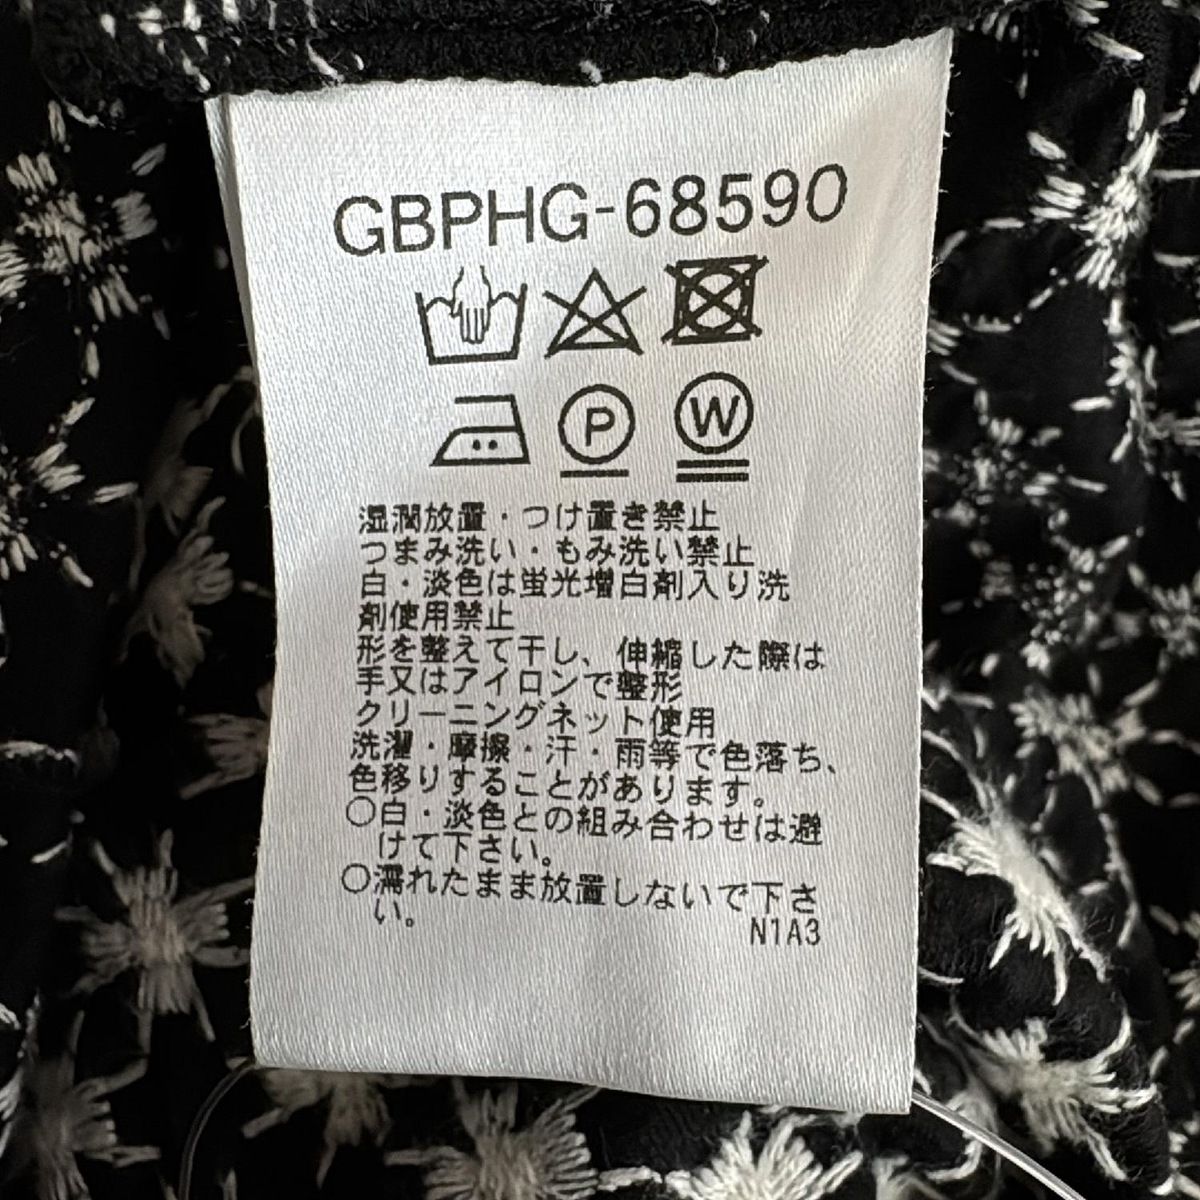 GBPHG-68590
P W
湿潤放置・つけ置き禁止
つまみ洗い・もみ洗い禁止
白・淡色は蛍光増白剤入り洗
剤使用禁止
形を整えて干し、伸縮した際は
手又はアイロンで整形
クリーニングネット使用
洗濯・摩擦・汗・雨等で色落ち、
色移りすることがあります。
○白・淡色との組み合わせは避
けて下さい。
○濡れたまま放置しないで下さ
い。
N1A3